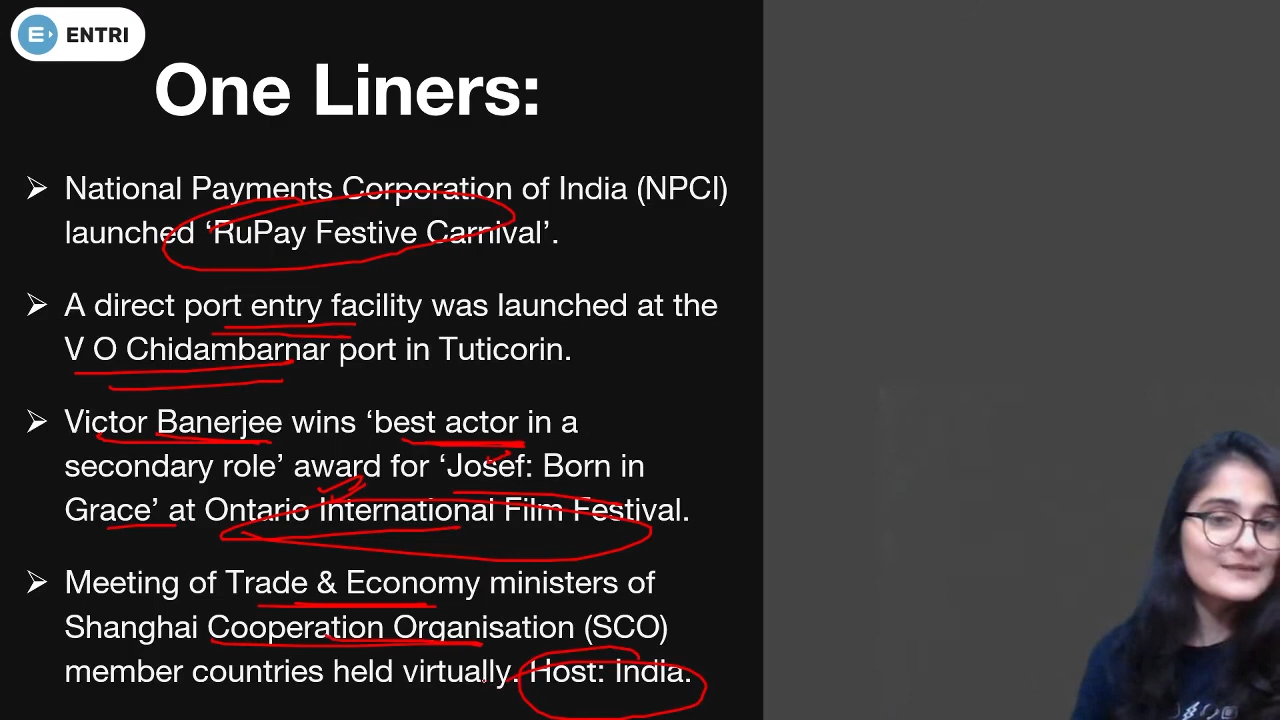 ENTRI
One Liners:
➢ National Payments Corporation of India (NPCI)
launched ‘RuPay Festive Carnival’.
➢ A direct port entry facility was launched at the
V O Chidambarnar port in Tuticorin.
➢ Victor Banerjee wins ‘best actor in a
secondary role’ award for ‘Josef: Born in
Grace’ at Ontario International Film Festival.
➢ Meeting of Trade & Economy ministers of
Shanghai Cooperation Organisation (SCO)
member countries held virtually. Host: India.